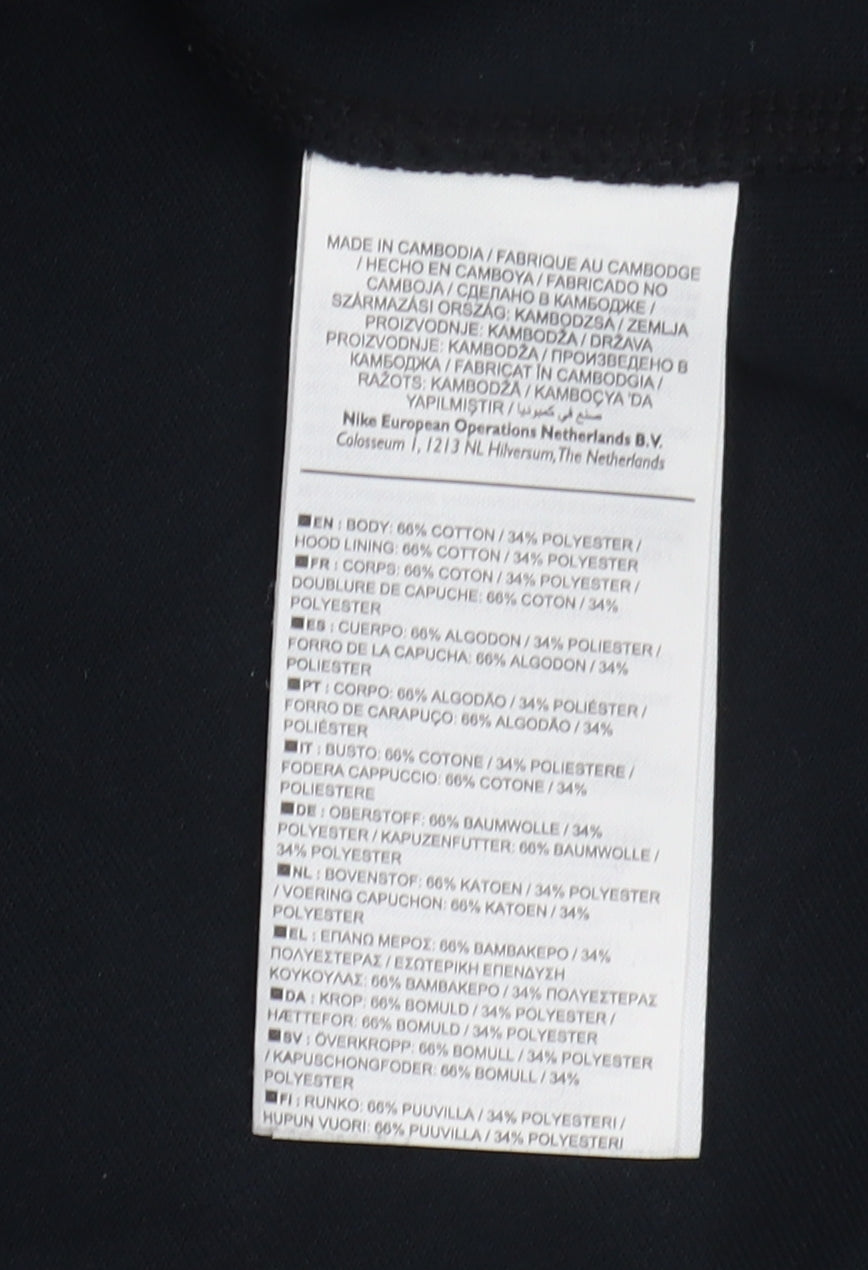 MADE IN CAMBODIA / FABRIQUE AU CAMBODGE
/ HECHO EN CAMBOYA / FABRICADO NO
CAMBOJA / СДЕЛАНО В КАМБОДЖЕ /
SZÁRMAZÁSI ORSZÁG: KAMBODZSA / ZEMLJA
PROIZVODNJE: KAMBODŽA / DRŽAVA
PROIZVODNJE: KAMBODŽA / ПРОИЗВЕДЕНО В
КАМБОДЖА / FABRICAT ÎN CAMBODGIA /
RAŽOTS: KAMBODŽĀ / KAMBOÇYA 'DA
YAPILMIŞTIR / صنع في كمبوديا
Nike European Operations Netherlands B.V.
Colosseum 1, 1213 NL Hilversum, The Netherlands
EN : BODY: 66% COTTON / 34% POLYESTER /
HOOD LINING: 66% COTTON / 34% POLYESTER
FR : CORPS: 66% COTON / 34% POLYESTER /
DOUBLURE DE CAPUCHE: 66% COTON / 34%
POLYESTER
ES : CUERPO: 66% ALGODON / 34% POLIESTER /
FORRO DE LA CAPUCHA: 66% ALGODON / 34%
POLIESTER
PT : CORPO: 66% ALGODÃO / 34% POLIÉSTER /
FORRO DE CARAPUÇO: 66% ALGODÃO / 34%
POLIÉSTER
IT : BUSTO: 66% COTONE / 34% POLIESTERE /
FODERA CAPPUCCIO: 66% COTONE / 34%
POLIESTERE
DE : OBERSTOFF: 66% BAUMWOLLE / 34%
POLYESTER / KAPUZENFUTTER: 66% BAUMWOLLE /
34% POLYESTER
NL : BOVENSTOF: 66% KATOEN / 34% POLYESTER
/ VOERING CAPUCHON: 66% KATOEN / 34%
POLYESTER
EL : ΕΠΑΝΩ ΜΕΡΟΣ: 66% ΒΑΜΒΑΚΕΡΟ / 34%
ΠΟΛΥΕΣΤΕΡΑΣ / ΕΣΩΤΕΡΙΚΗ ΕΠΕΝΔΥΣΗ
ΚΟΥΚΟΥΛΑΣ: 66% ΒΑΜΒΑΚΕΡΟ / 34% ΠΟΛΥΕΣΤΕΡΑΣ
DA : KROP: 66% BOMULD / 34% POLYESTER /
HÆTTEFOR: 66% BOMULD / 34% POLYESTER
SV : ÖVERKROPP: 66% BOMULL / 34% POLYESTER
/ KAPUSCHONGFODER: 66% BOMULL / 34%
POLYESTER
FI : RUNKO: 66% PUUVILLA / 34% POLYESTERI /
HUPUN VUORI: 66% PUUVILLA / 34% POLYESTERI